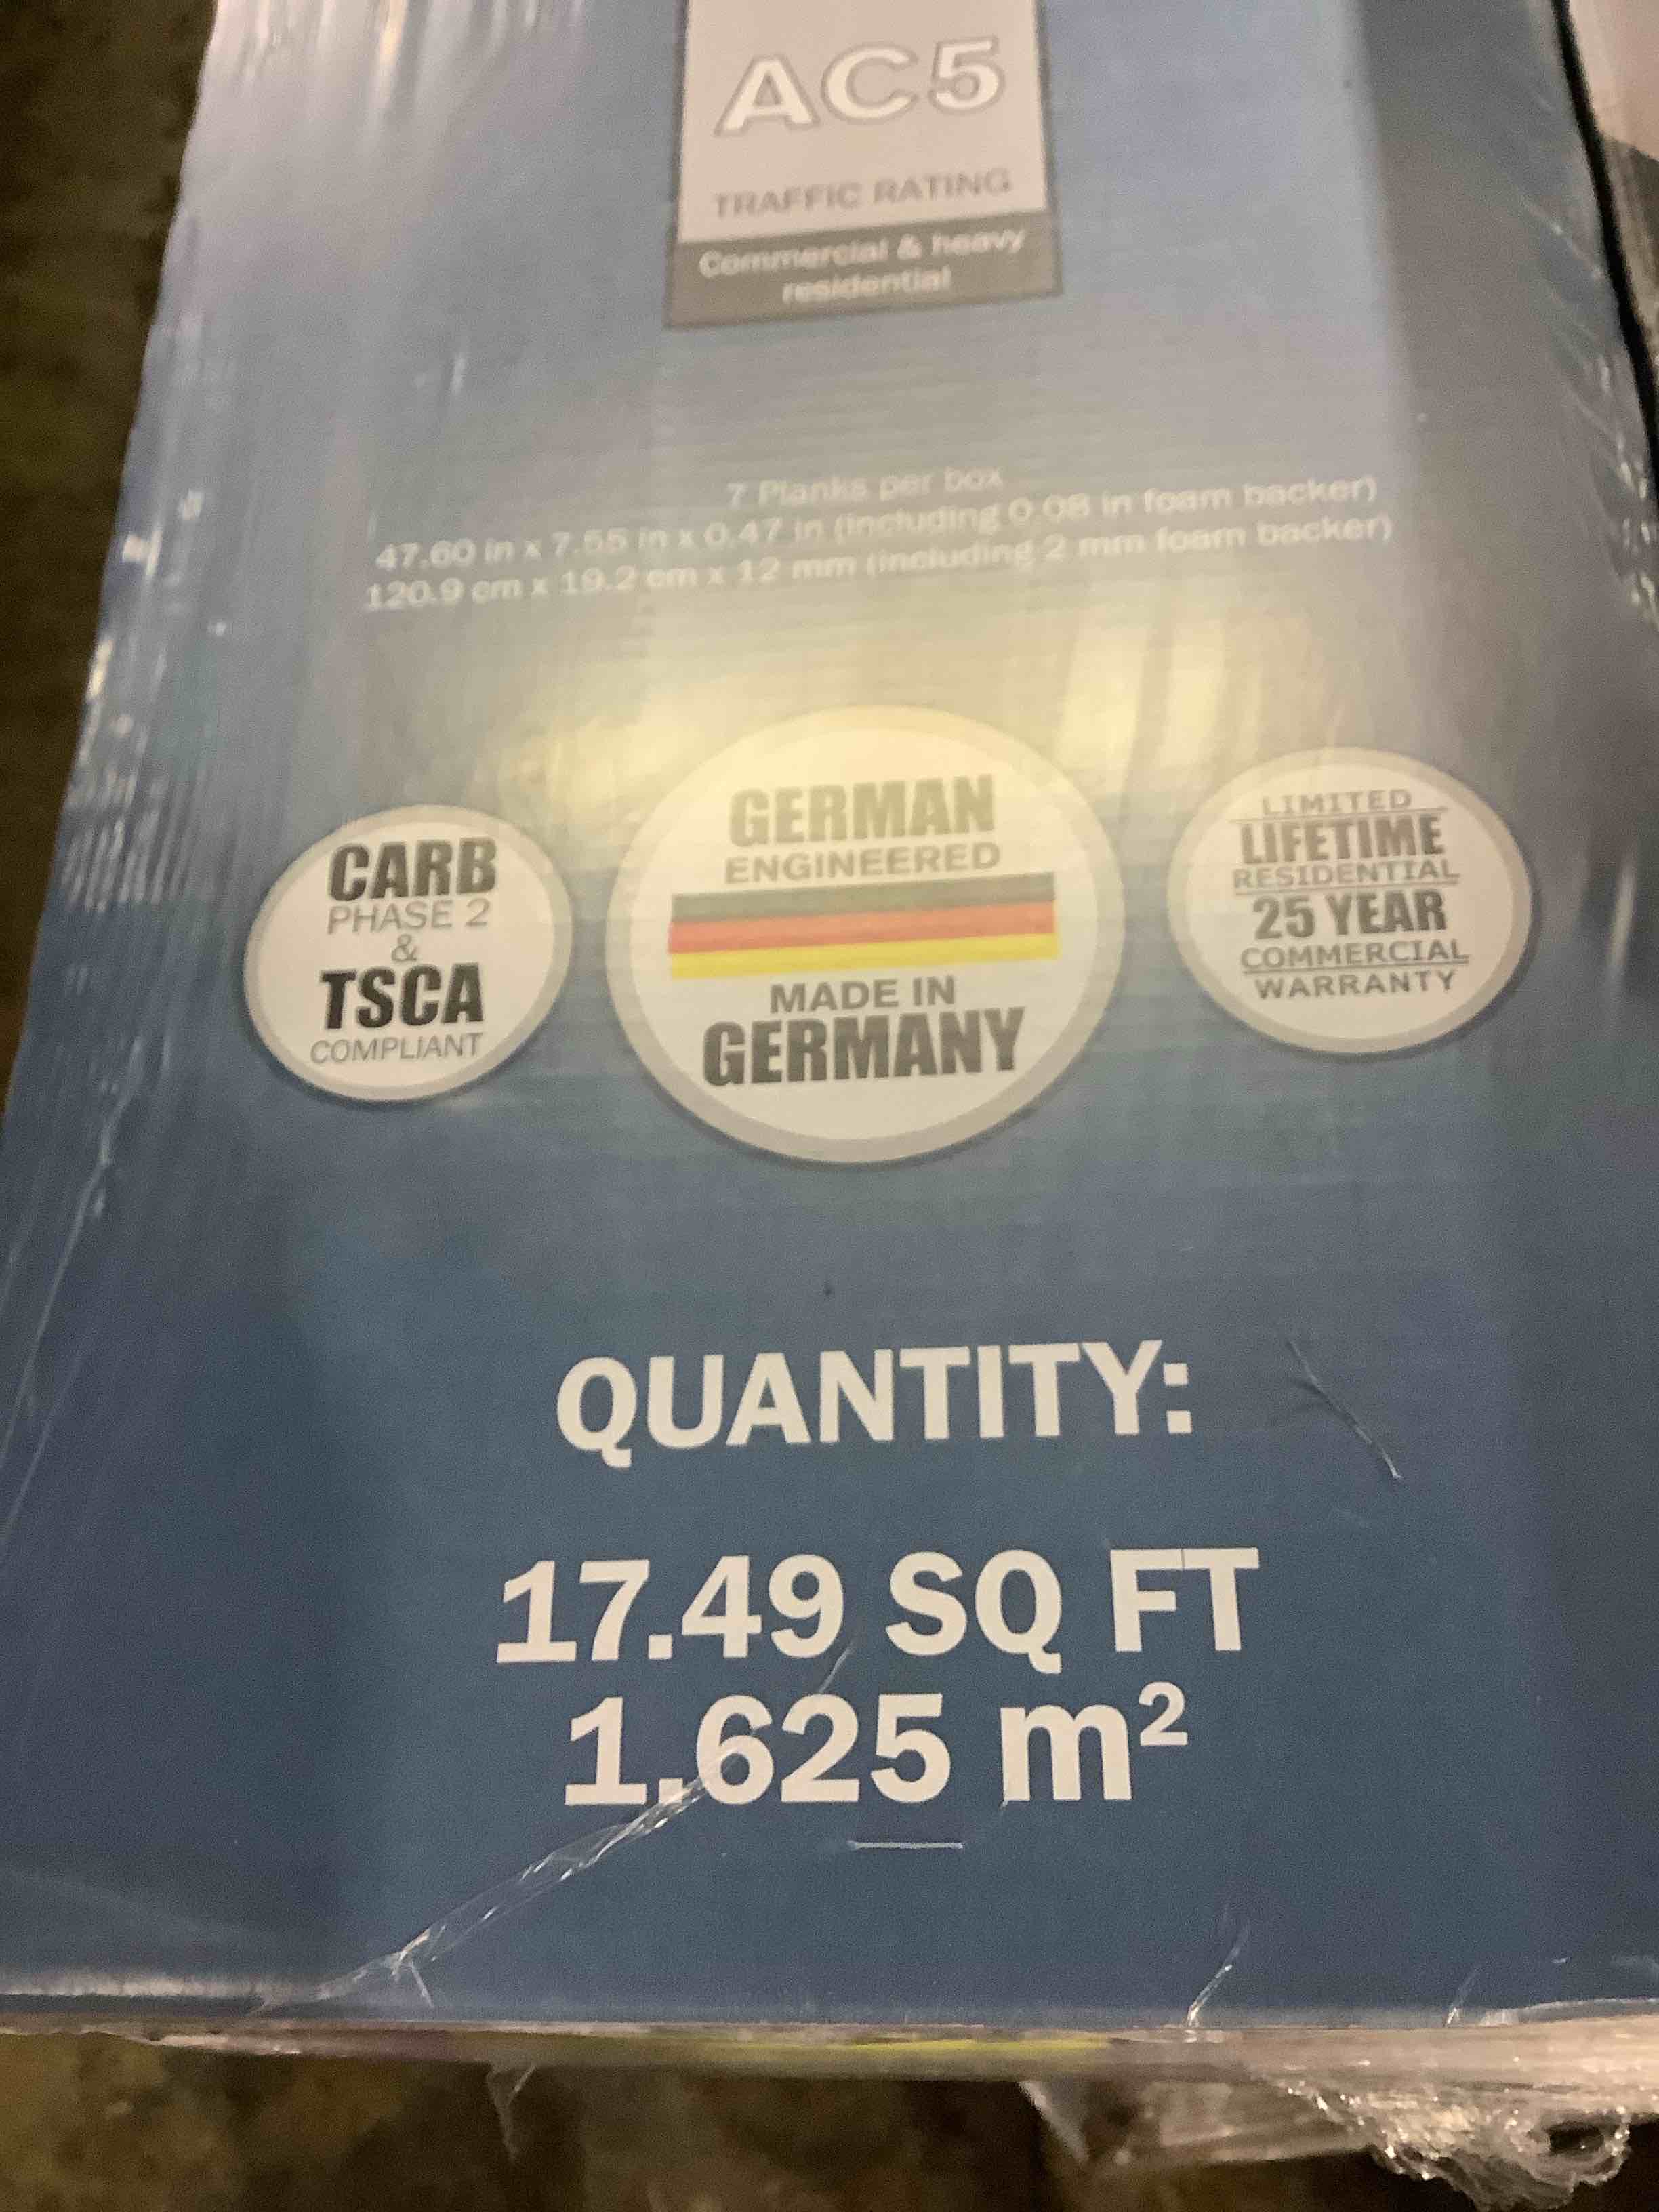 AC5
TRAFFIC RATING
Commercial & heavy
residential
7 Planks per box
47.60 in x 7.55 in x 0.47 in (including 0.08 in foam backer)
120.9 cm x 19.2 cm x 12 mm (including 2 mm foam backer)
CARB
PHASE 2
&
TSCA
COMPLIANT
GERMAN
ENGINEERED
MADE IN
GERMANY
LIMITED
LIFETIME
RESIDENTIAL
25 YEAR
COMMERCIAL
WARRANTY
QUANTITY:
17.49 SQ FT
1.625 m²